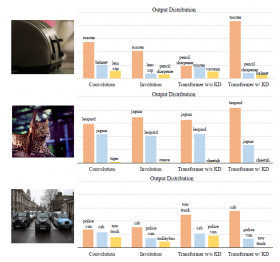 Output Distribution
toaster
helmet
lens
cap
toaster
lens
cap
pencil
sharpener
pencil
sharpener
toaster
vacuum
toaster
pencil
sharpener
helmet
Convolution
Involution
Transformer w/o KD
Transformer w/ KD
Output Distribution
leopard
jaguar
tiger
jaguar
leopard
ounce
jaguar
leopard
cheetah
leopard
jaguar
cheetah
Convolution
Involution
Transformer w/o KD
Transformer w/ KD
Output Distribution
police
van
cab
tow
truck
cab
police
van
trolleybus
tow
truck
cab
police
van
cab
police
van
tow
truck
Convolution
Involution
Transformer w/o KD
Transformer w/ KD